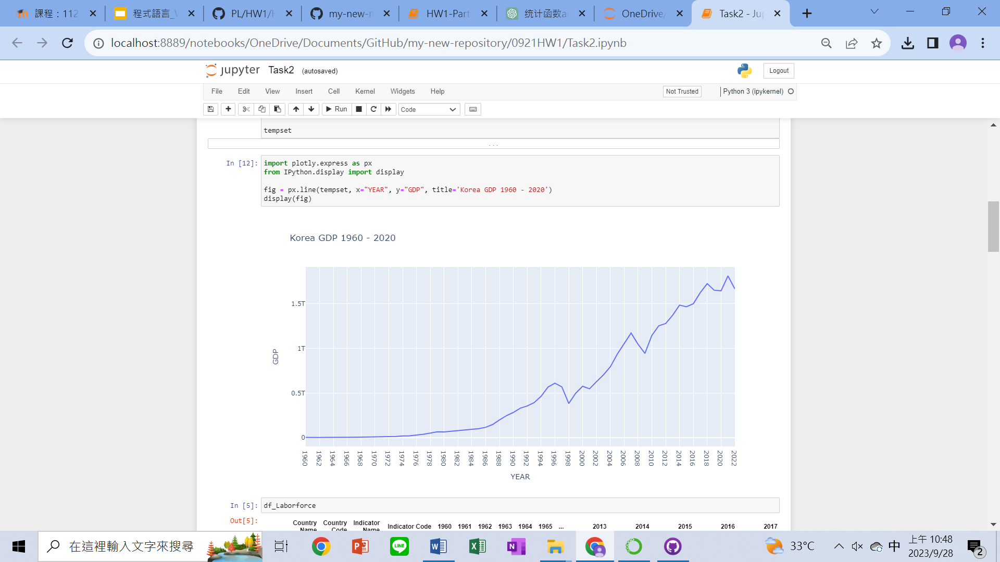 課程：112
程式語言_
PL/HW1/
my-new-r
HW1-Part
统计函数a
OneDrive/
Task2 - Ju
localhost:8889/notebooks/OneDrive/Documents/GitHub/my-new-repository/0921HW1/Task2.ipynb
jupyter Task2 (autosaved)
Logout
File Edit View Insert Cell Kernel Widgets Help
Not Trusted
Python 3 (ipykernel)
Run
Code
tempset
...
In [12]:
import plotly.express as px
from IPython.display import display
fig = px.line(tempset, x="YEAR", y="GDP", title='Korea GDP 1960 - 2020')
display(fig)
Korea GDP 1960 - 2020
1.5T
1T
0.5T
0
GDP
1960 1962 1964 1966 1968 1970 1972 1974 1976 1978 1980 1982 1984 1986 1988 1990 1992 1994 1996 1998 2000 2002 2004 2006 2008 2010 2012 2014 2016 2018 2020 2022
YEAR
In [5]:
df_Laborforce
Out[5]:
Country Name Country Code Indicator Name Indicator Code 1960 1961 1962 1963 1964 1965 ... 2013 2014 2015 2016 2017
在這裡輸入文字來搜尋
LINE
33°C
中
上午 10:48
2023/9/28
2